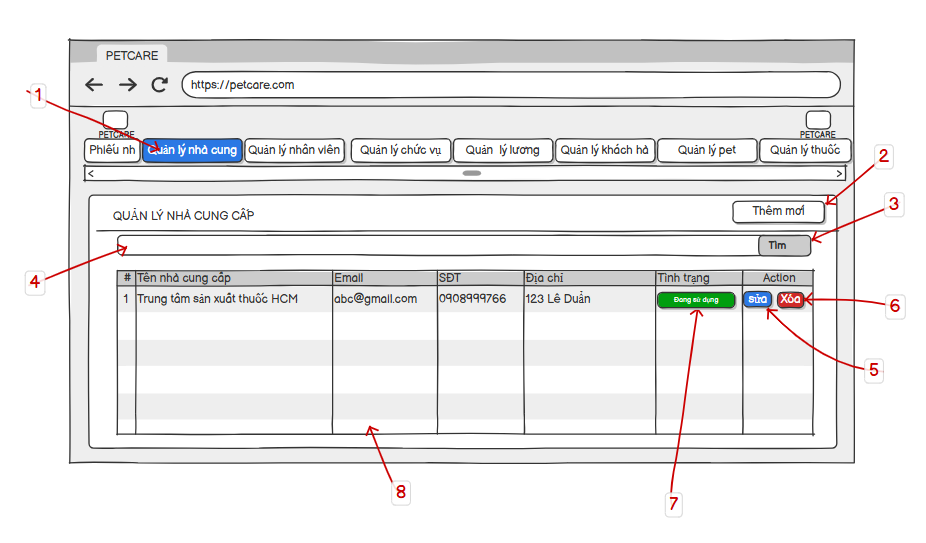 PETCARE
https://petcare.com
1
PETCARE
PETCARE
Phiếu nh
Quản lý nhà cung
Quản lý nhân viên
Quản lý chức vụ
Quản lý lương
Quản lý khách hà
Quản lý pet
Quản lý thuốc
2
QUẢN LÝ NHÀ CUNG CẤP
Thêm mới
3
Tìm
4
# Tên nhà cung cấp Email SĐT Địa chỉ Tình trạng Action
1 Trung tâm sản xuất thuốc HCM abc@gmail.com 0908999766 123 Lê Duẩn Đang sử dụng sửa Xóa
6
5
8
7